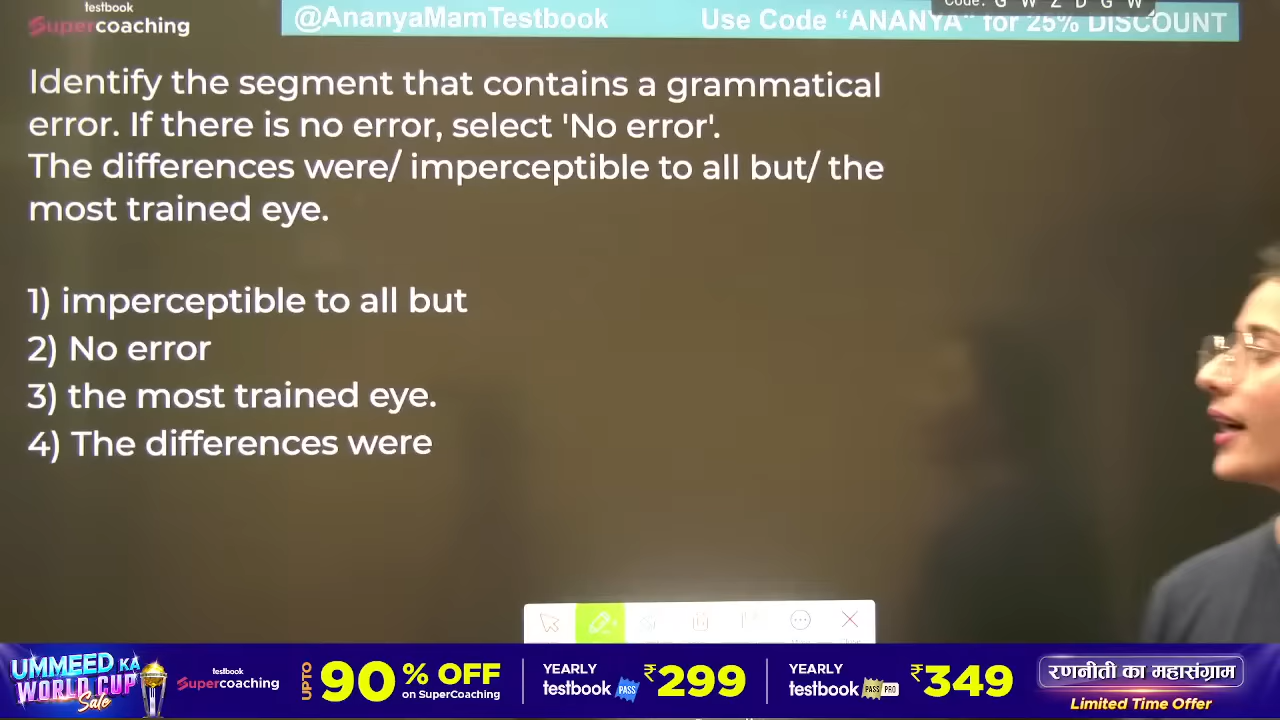 testbook
Supercoaching
@AnanyaMamTestbook
Use Code “ANANYA” for 25% DISCOUNT
Code: G W Z D G W
Identify the segment that contains a grammatical
error. If there is no error, select 'No error'.
The differences were/ imperceptible to all but/ the
most trained eye.
1) imperceptible to all but
2) No error
3) the most trained eye.
4) The differences were
UMMEED KA
WORLD CUP
Sale
testbook
Supercoaching
UPTO 90% OFF
on SuperCoaching
YEARLY
testbook PASS
₹299
YEARLY
testbook PASS PRO
₹349
रणनीती का महासंग्राम
Limited Time Offer